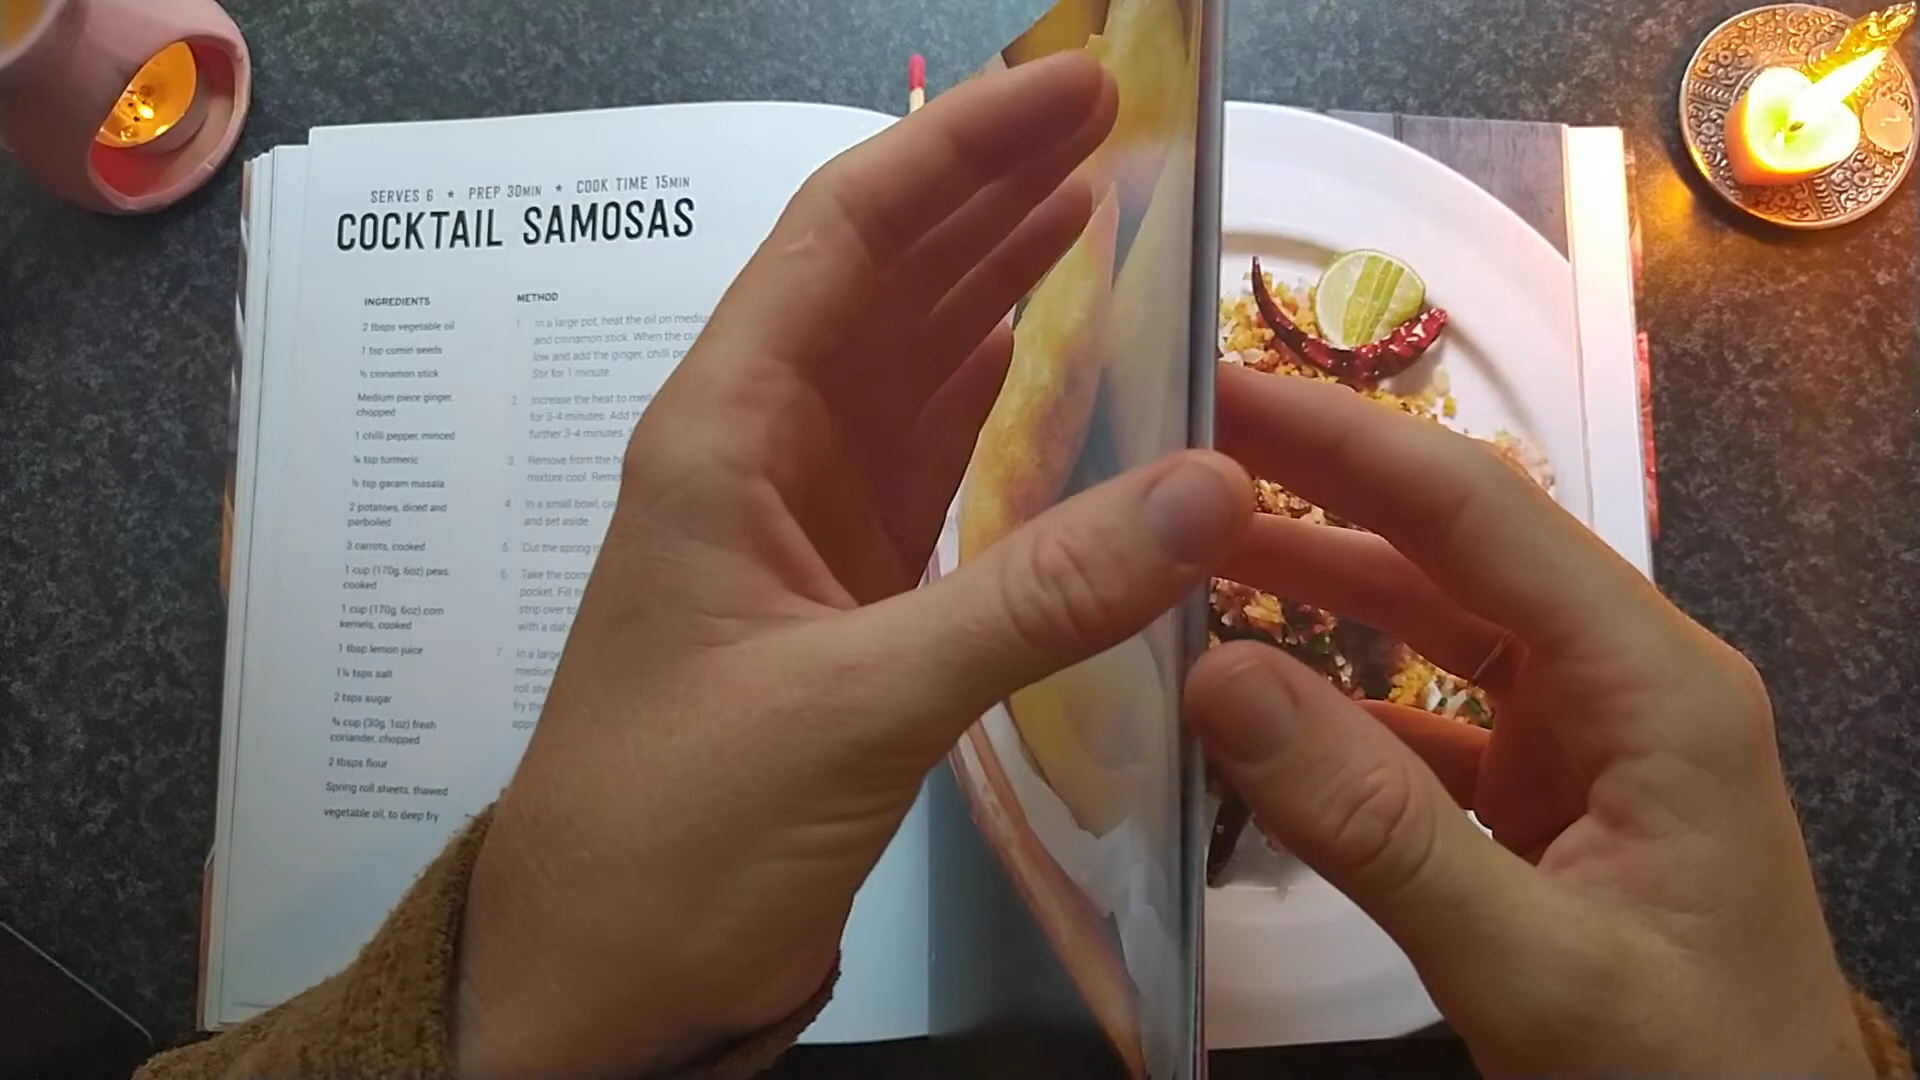 SERVES 6 * PREP 30MIN * COOK TIME 15MIN
COCKTAIL SAMOSAS
INGREDIENTS
2 tbsps vegetable oil
1 tsp cumin seeds
½ cinnamon stick
Medium piece ginger,
chopped
1 chilli pepper, minced
¼ tsp turmeric
½ tsp garam masala
2 potatoes, diced and
parboiled
3 carrots, cooked
1 cup (170g, 6oz) peas,
cooked
1 cup (170g, 6oz) corn
kernels, cooked
1 tbsp lemon juice
tsps salt
2 tsps sugar
cup (30g, 1oz) fresh
coriander, chopped
2 tbsps flour
Spring roll sheets, thawed
vegetable oil, to deep fry
METHOD
1. In a large pot, heat the oil on
and cinnamon stick. When the
low and add the ginger, chilli
Stir for 1 minute.
2. Increase the heat to
for 3-4 minutes. Add
further 3-4 minutes.
3. Remove from the
mixture cool.
4. In a small bowl,
and set aside.
5. Cut the spring
6. Take the
pocket. Fill
strip over
with a
7. In a large
medium
roll
fry